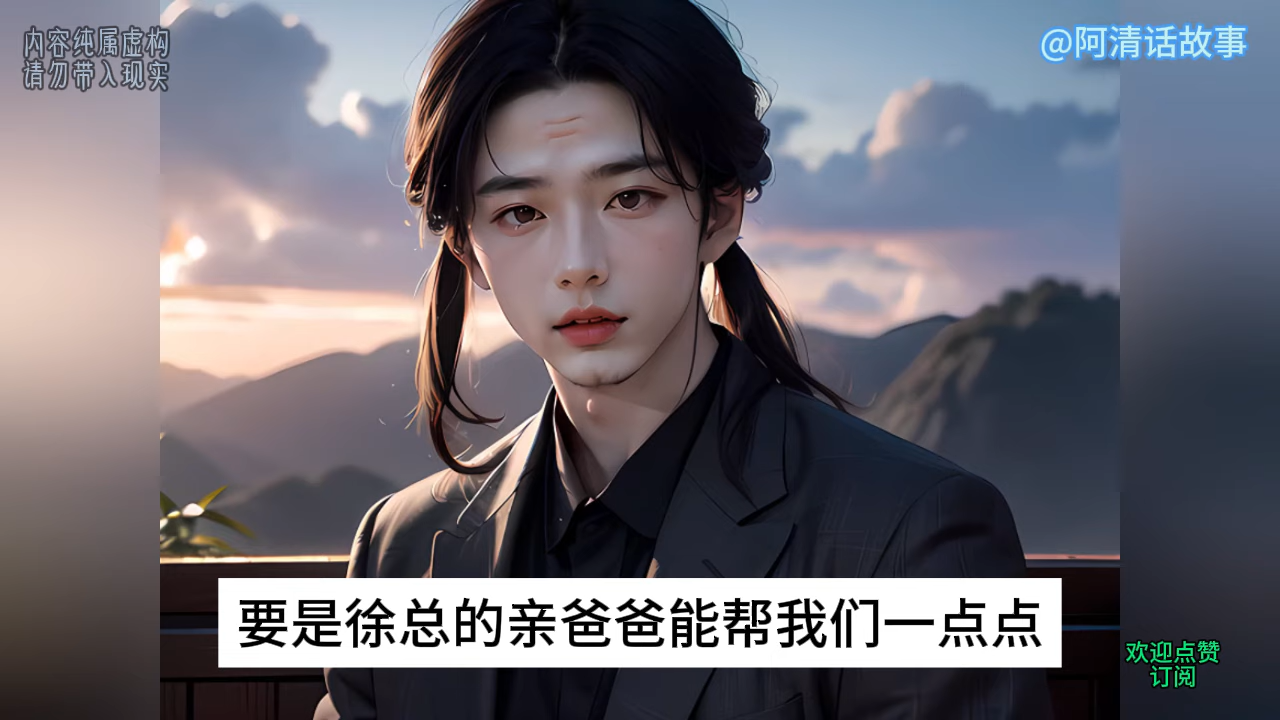 内容纯属虚构
请勿带入现实
@阿清话故事
要是徐总的亲爸爸能帮我们一点点
欢迎点赞
订阅